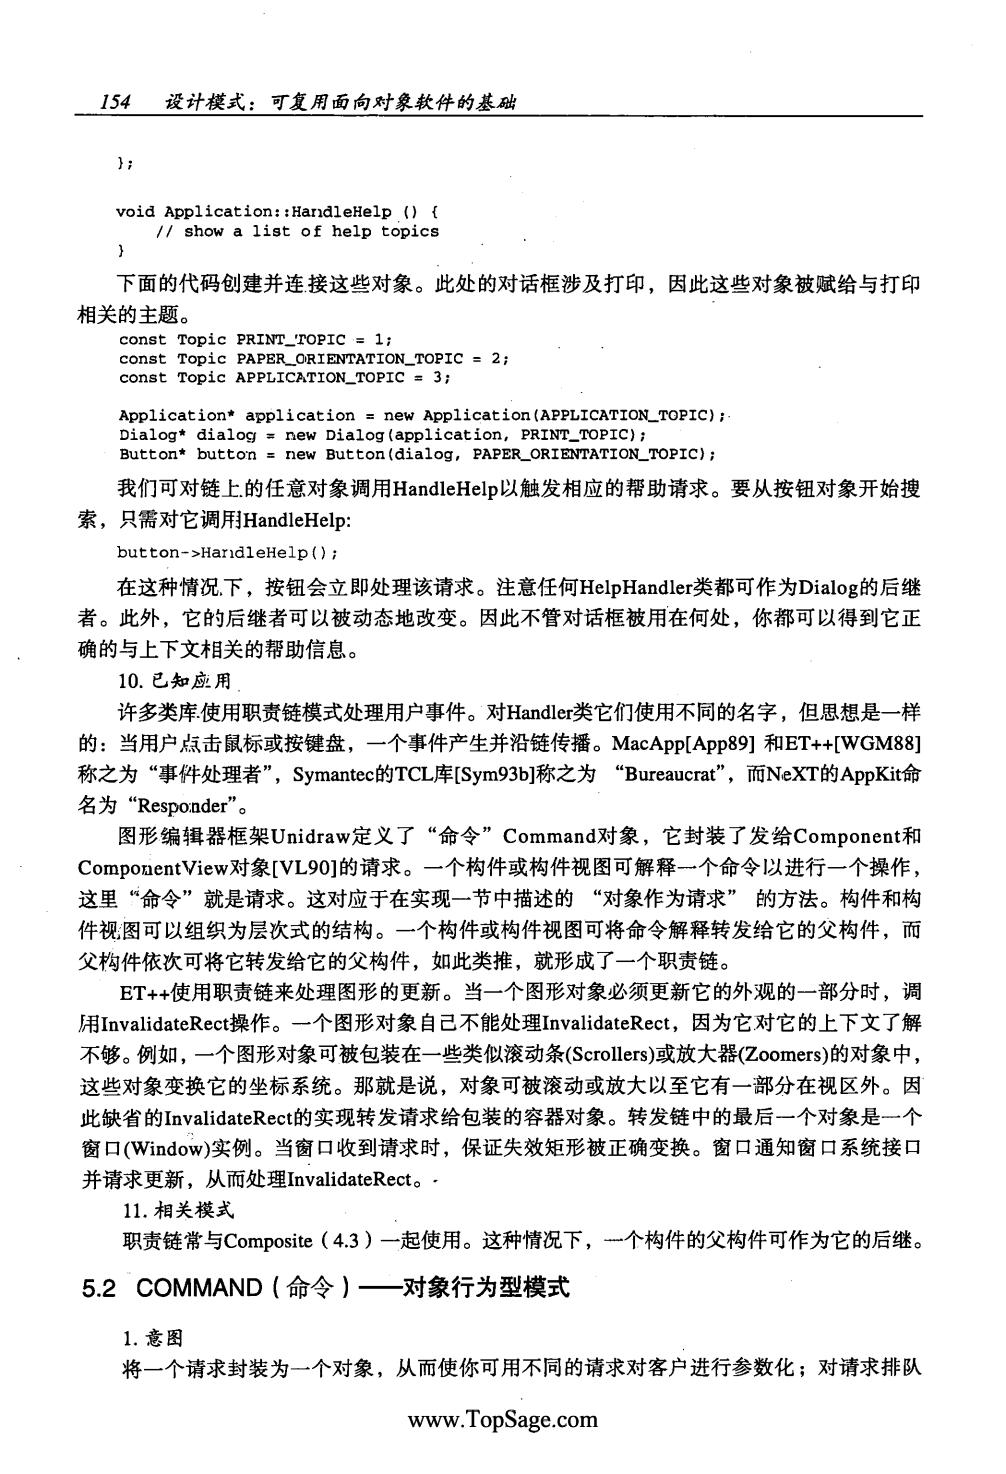 154 设计模式：可复用面向对象软件的基础
};
void Application::HandleHelp () {
// show a list of help topics
}
下面的代码创建并连接这些对象。此处的对话框涉及打印，因此这些对象被赋给与打印
相关的主题。
const Topic PRINT_TOPIC = 1;
const Topic PAPER_ORIENTATION_TOPIC = 2;
const Topic APPLICATION_TOPIC = 3;
Application* application = new Application(APPLICATION_TOPIC);
Dialog* dialog = new Dialog(application, PRINT_TOPIC);
Button* button = new Button(dialog, PAPER_ORIENTATION_TOPIC);
我们可对链上的任意对象调用HandleHelp以触发相应的帮助请求。要从按钮对象开始搜
索，只需对它调用HandleHelp:
button->HandleHelp();
在这种情况下，按钮会立即处理该请求。注意任何HelpHandler类都可作为Dialog的后继
者。此外，它的后继者可以被动态地改变。因此不管对话框被用在何处，你都可以得到它正
确的与上下文相关的帮助信息。
10. 已知应用
许多类库使用职责链模式处理用户事件。对Handler类它们使用不同的名字，但思想是一样
的：当用户点击鼠标或按键盘，一个事件产生并沿链传播。MacApp[App89] 和ET++[WGM88]
称之为“事件处理者”，Symantec的TCL库[Sym93b]称之为 “Bureaucrat”，而NeXT的AppKit命
名为“Responder”。
图形编辑器框架Unidraw定义了“命令”Command对象，它封装了发给Component和
ComponentView对象[VL90]的请求。一个构件或构件视图可解释一个命令以进行一个操作，
这里“命令”就是请求。这对应于在实现一节中描述的 “对象作为请求” 的方法。构件和构
件视图可以组织为层次式的结构。一个构件或构件视图可将命令解释转发给它的父构件，而
父构件依次可将它转发给它的父构件，如此类推，就形成了一个职责链。
ET++使用职责链来处理图形的更新。当一个图形对象必须更新它的外观的一部分时，调
用InvalidateRect操作。一个图形对象自己不能处理InvalidateRect，因为它对它的上下文了解
不够。例如，一个图形对象可被包装在一些类似滚动条(Scrollers)或放大器(Zoomers)的对象中，
这些对象变换它的坐标系统。那就是说，对象可被滚动或放大以至它有一部分在视区外。因
此缺省的InvalidateRect的实现转发请求给包装的容器对象。转发链中的最后一个对象是一个
窗口(Window)实例。当窗口收到请求时，保证失效矩形被正确变换。窗口通知窗口系统接口
并请求更新，从而处理InvalidateRect。
11. 相关模式
职责链常与Composite（4.3）一起使用。这种情况下，一个构件的父构件可作为它的后继。
5.2 COMMAND（命令）——对象行为型模式
1. 意图
将一个请求封装为一个对象，从而使你可用不同的请求对客户进行参数化；对请求排队
www.TopSage.com